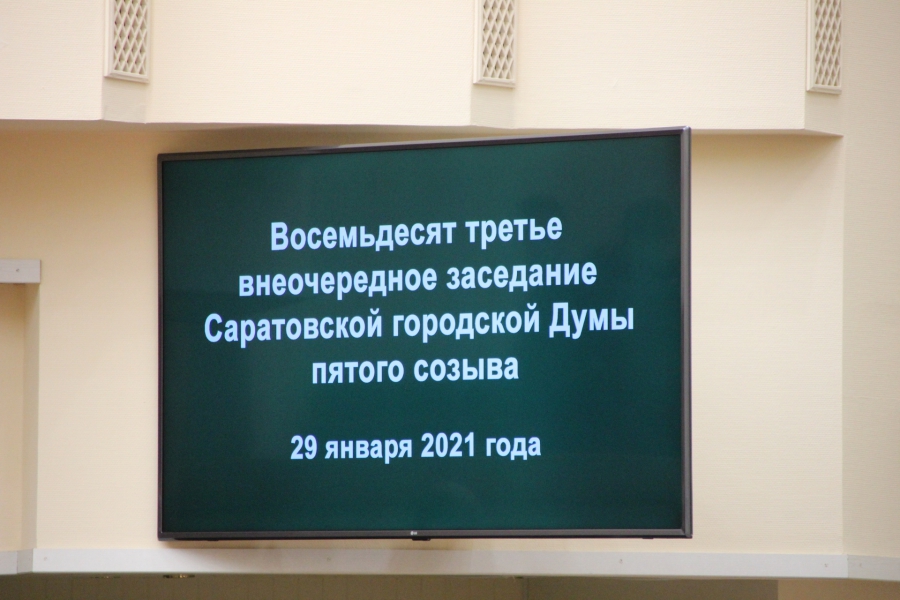 Восемьдесят третье
внеочередное заседание
Саратовской городской Думы
пятого созыва
29 января 2021 года